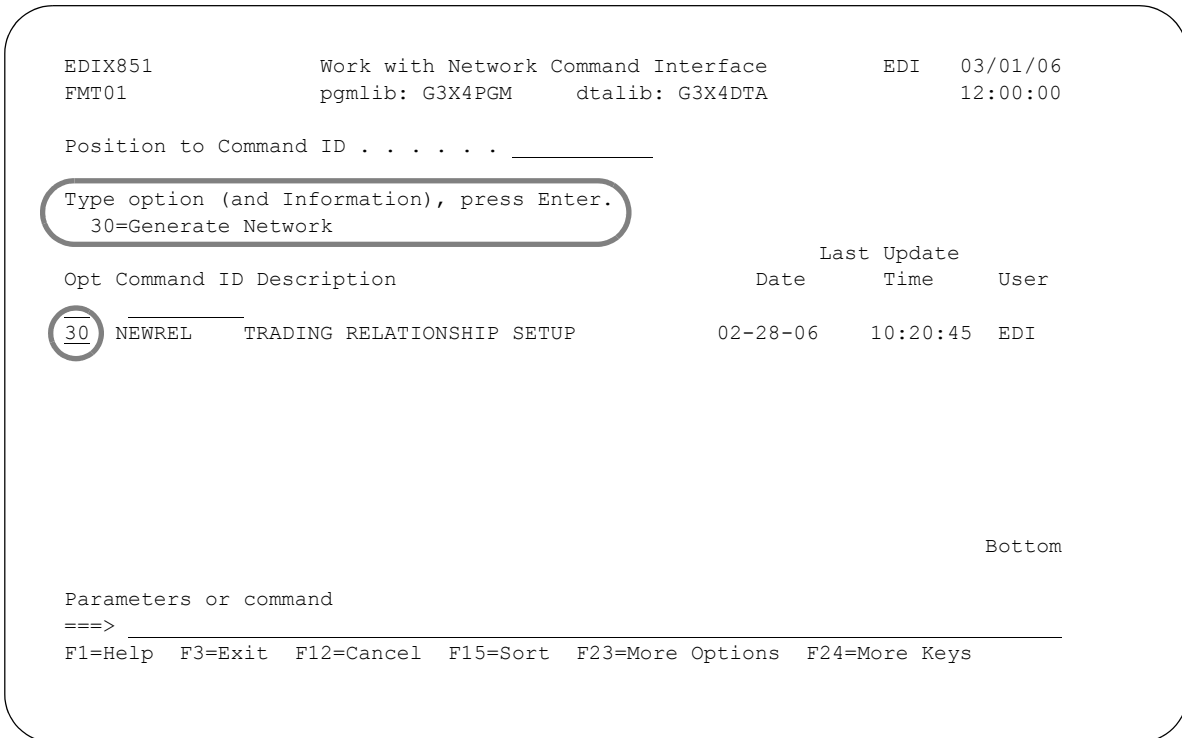 EDIX851 Work with Network Command Interface EDI 03/01/06
FMT01 pgmlib: G3X4PGM dtalib: G3X4DTA 12:00:00
Position to Command ID . . . . . .
Type option (and Information), press Enter.
30=Generate Network
Last Update
Opt Command ID Description Date Time User
30 NEWREL TRADING RELATIONSHIP SETUP 02-28-06 10:20:45 EDI
Bottom
Parameters or command
===>
F1=Help F3=Exit F12=Cancel F15=Sort F23=More Options F24=More Keys